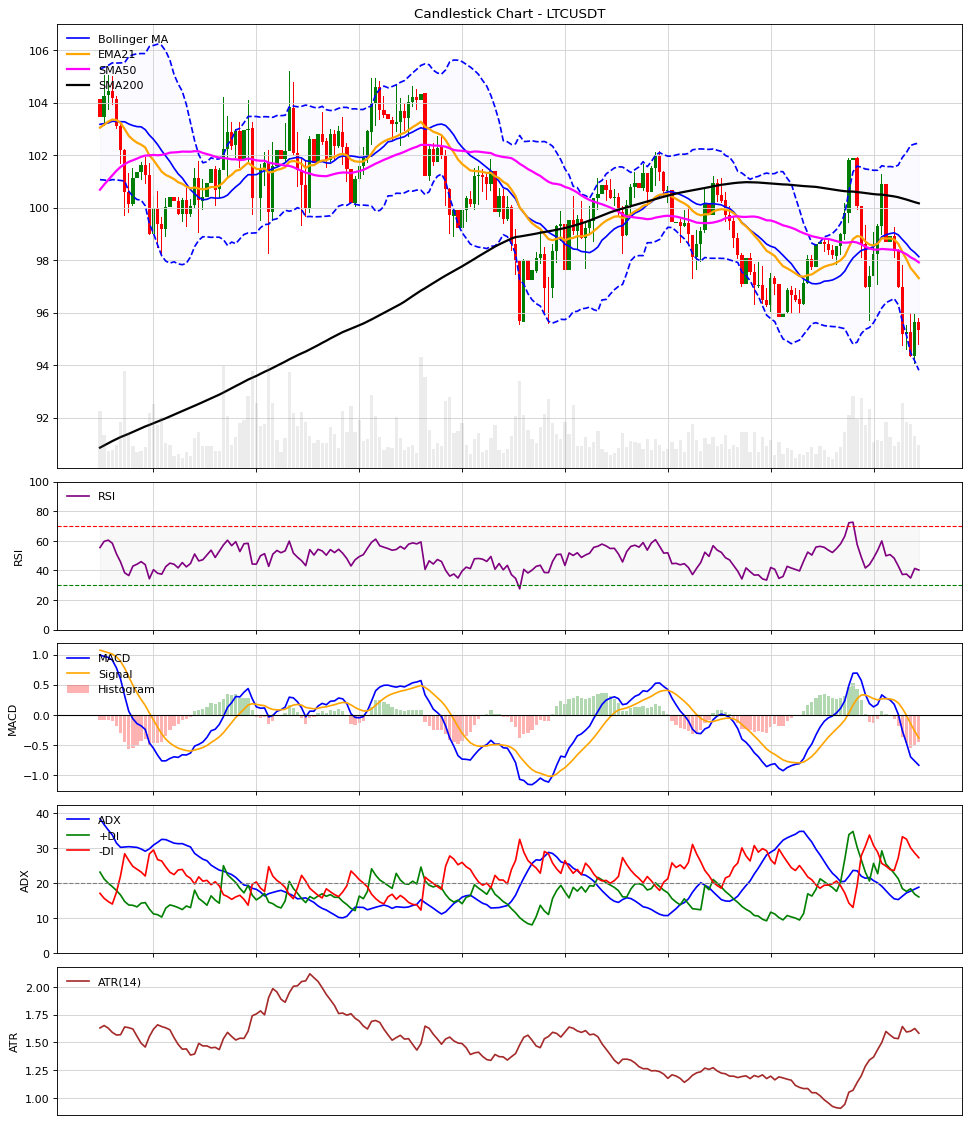 Candlestick Chart - LTCUSDT
Bollinger MA
EMA21
SMA50
SMA200
106
104
102
100
98
96
94
92
RSI
RSI
100
80
60
40
20
0
MACD
Signal
Histogram
MACD
1.0
0.5
0.0
−0.5
−1.0
ADX
+DI
-DI
ADX
40
30
20
10
0
ATR(14)
ATR
2.00
1.75
1.50
1.25
1.00